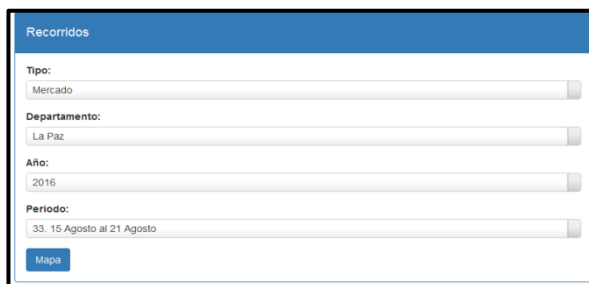 Recorridos
Tipo:
Mercado
Departamento:
La Paz
Año:
2016
Periodo:
33. 15 Agosto al 21 Agosto
Mapa